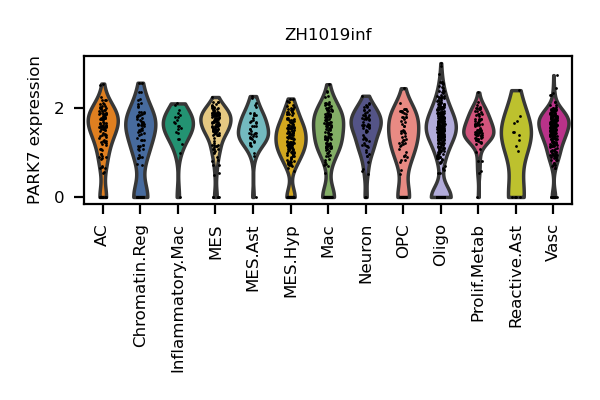 ZH1019inf
PARK7 expression
2
0
AC
Chromatin.Reg
Inflammatory.Mac
MES
MES.Ast
MES.Hyp
Mac
Neuron
OPC
Oligo
Prolif.Metab
Reactive.Ast
Vasc